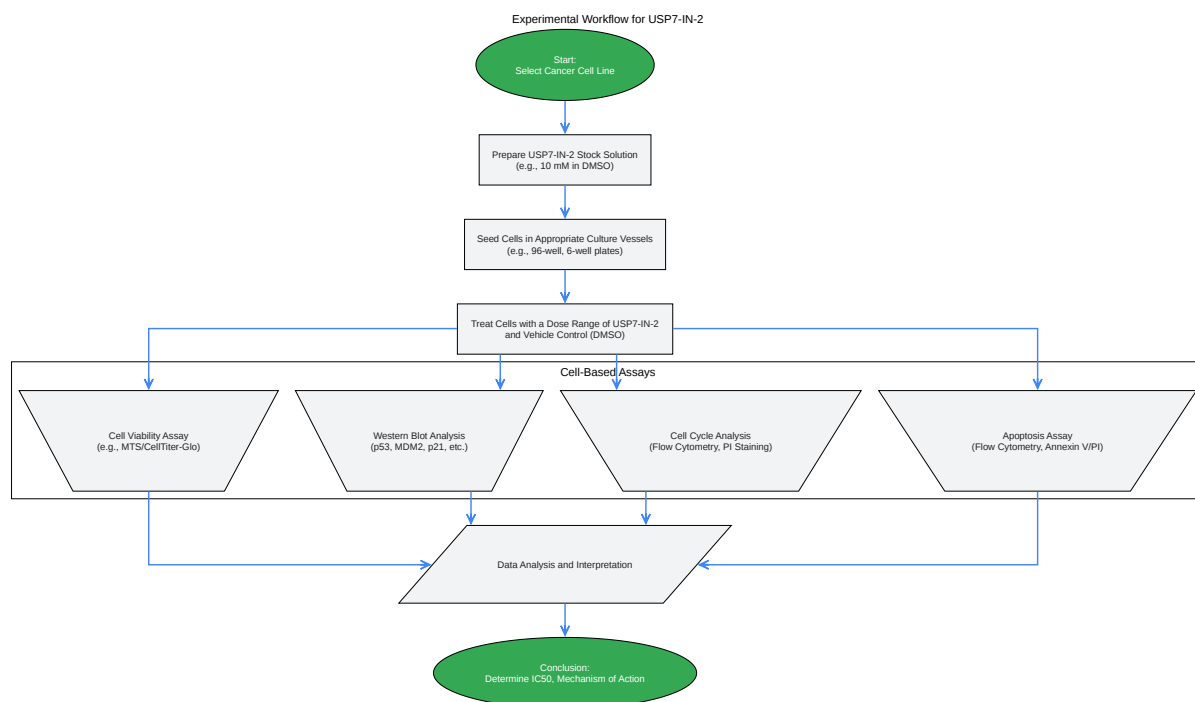 Experimental Workflow for USP7-IN-2
Start:
Select Cancer Cell Line
Prepare USP7-IN-2 Stock Solution
(e.g., 10 mM in DMSO)
Seed Cells in Appropriate Culture Vessels
(e.g., 96-well, 6-well plates)
Treat Cells with a Dose Range of USP7-IN-2
and Vehicle Control (DMSO)
Cell-Based Assays
Cell Viability Assay
(e.g., MTS/CellTiter-Glo)
Western Blot Analysis
(p53, MDM2, p21, etc.)
Cell Cycle Analysis
(Flow Cytometry, PI Staining)
Apoptosis Assay
(Flow Cytometry, Annexin V/PI)
Data Analysis and Interpretation
Conclusion:
Determine IC50, Mechanism of Action